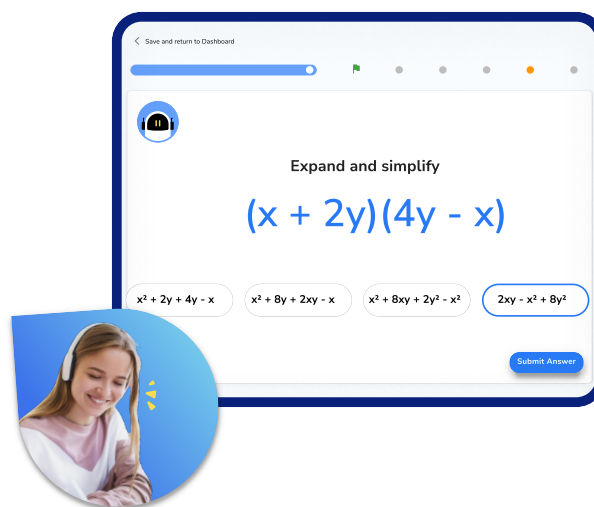 Save and return to Dashboard
Expand and simplify
(x + 2y)(4y - x)
x² + 2y + 4y - x
x² + 8y + 2xy - x
x² + 8xy + 2y² - x²
2xy - x² + 8y²
Submit Answer